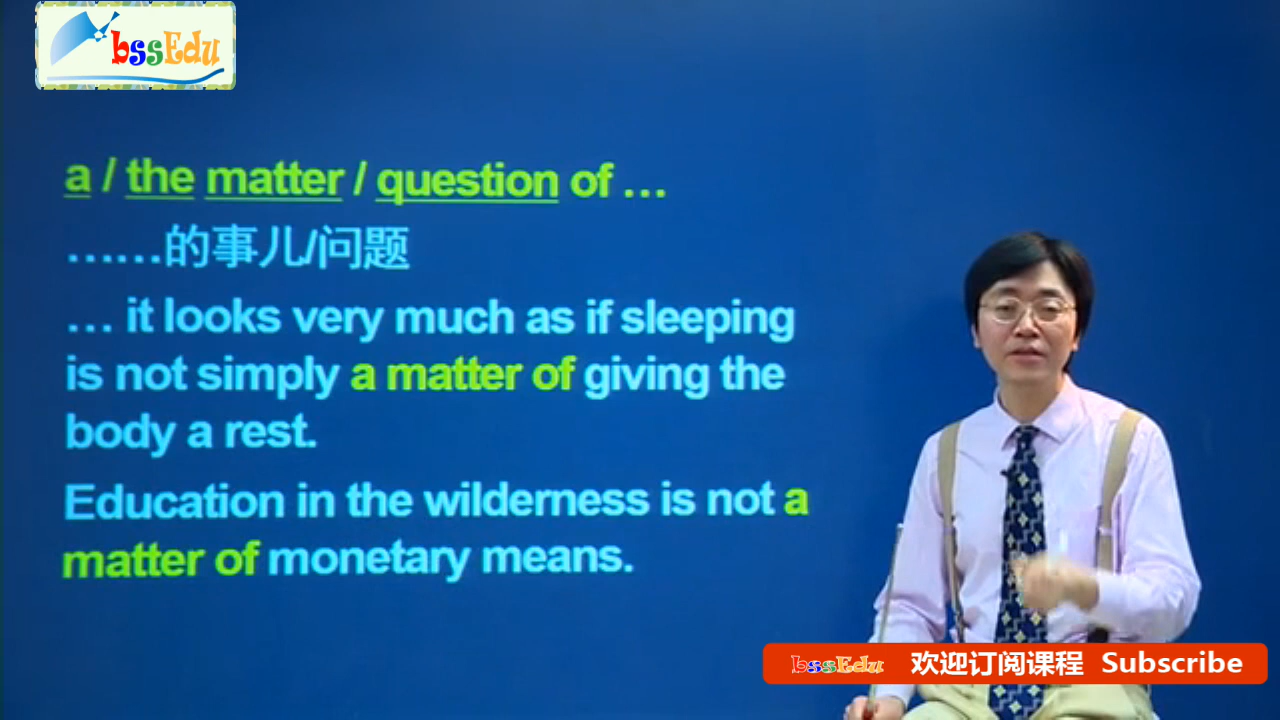 bssEdu
a / the matter / question of …
……的事儿/问题
… it looks very much as if sleeping
is not simply a matter of giving the
body a rest.
Education in the wilderness is not a
matter of monetary means.
bssEdu 欢迎订阅课程 Subscribe